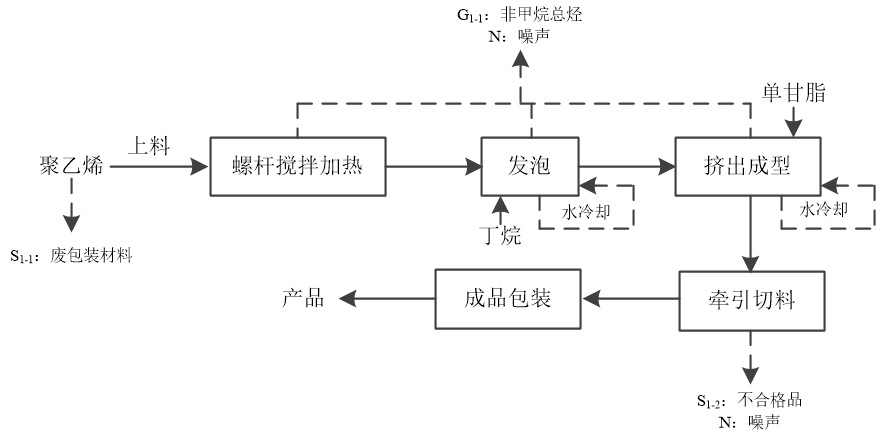 G1-1：非甲烷总烃
N：噪声
单甘脂
上料
聚乙烯
螺杆搅拌加热
发泡
挤出成型
水冷却
水冷却
丁烷
S1-1：废包装材料
产品
成品包装
牵引切料
S1-2：不合格品
N：噪声